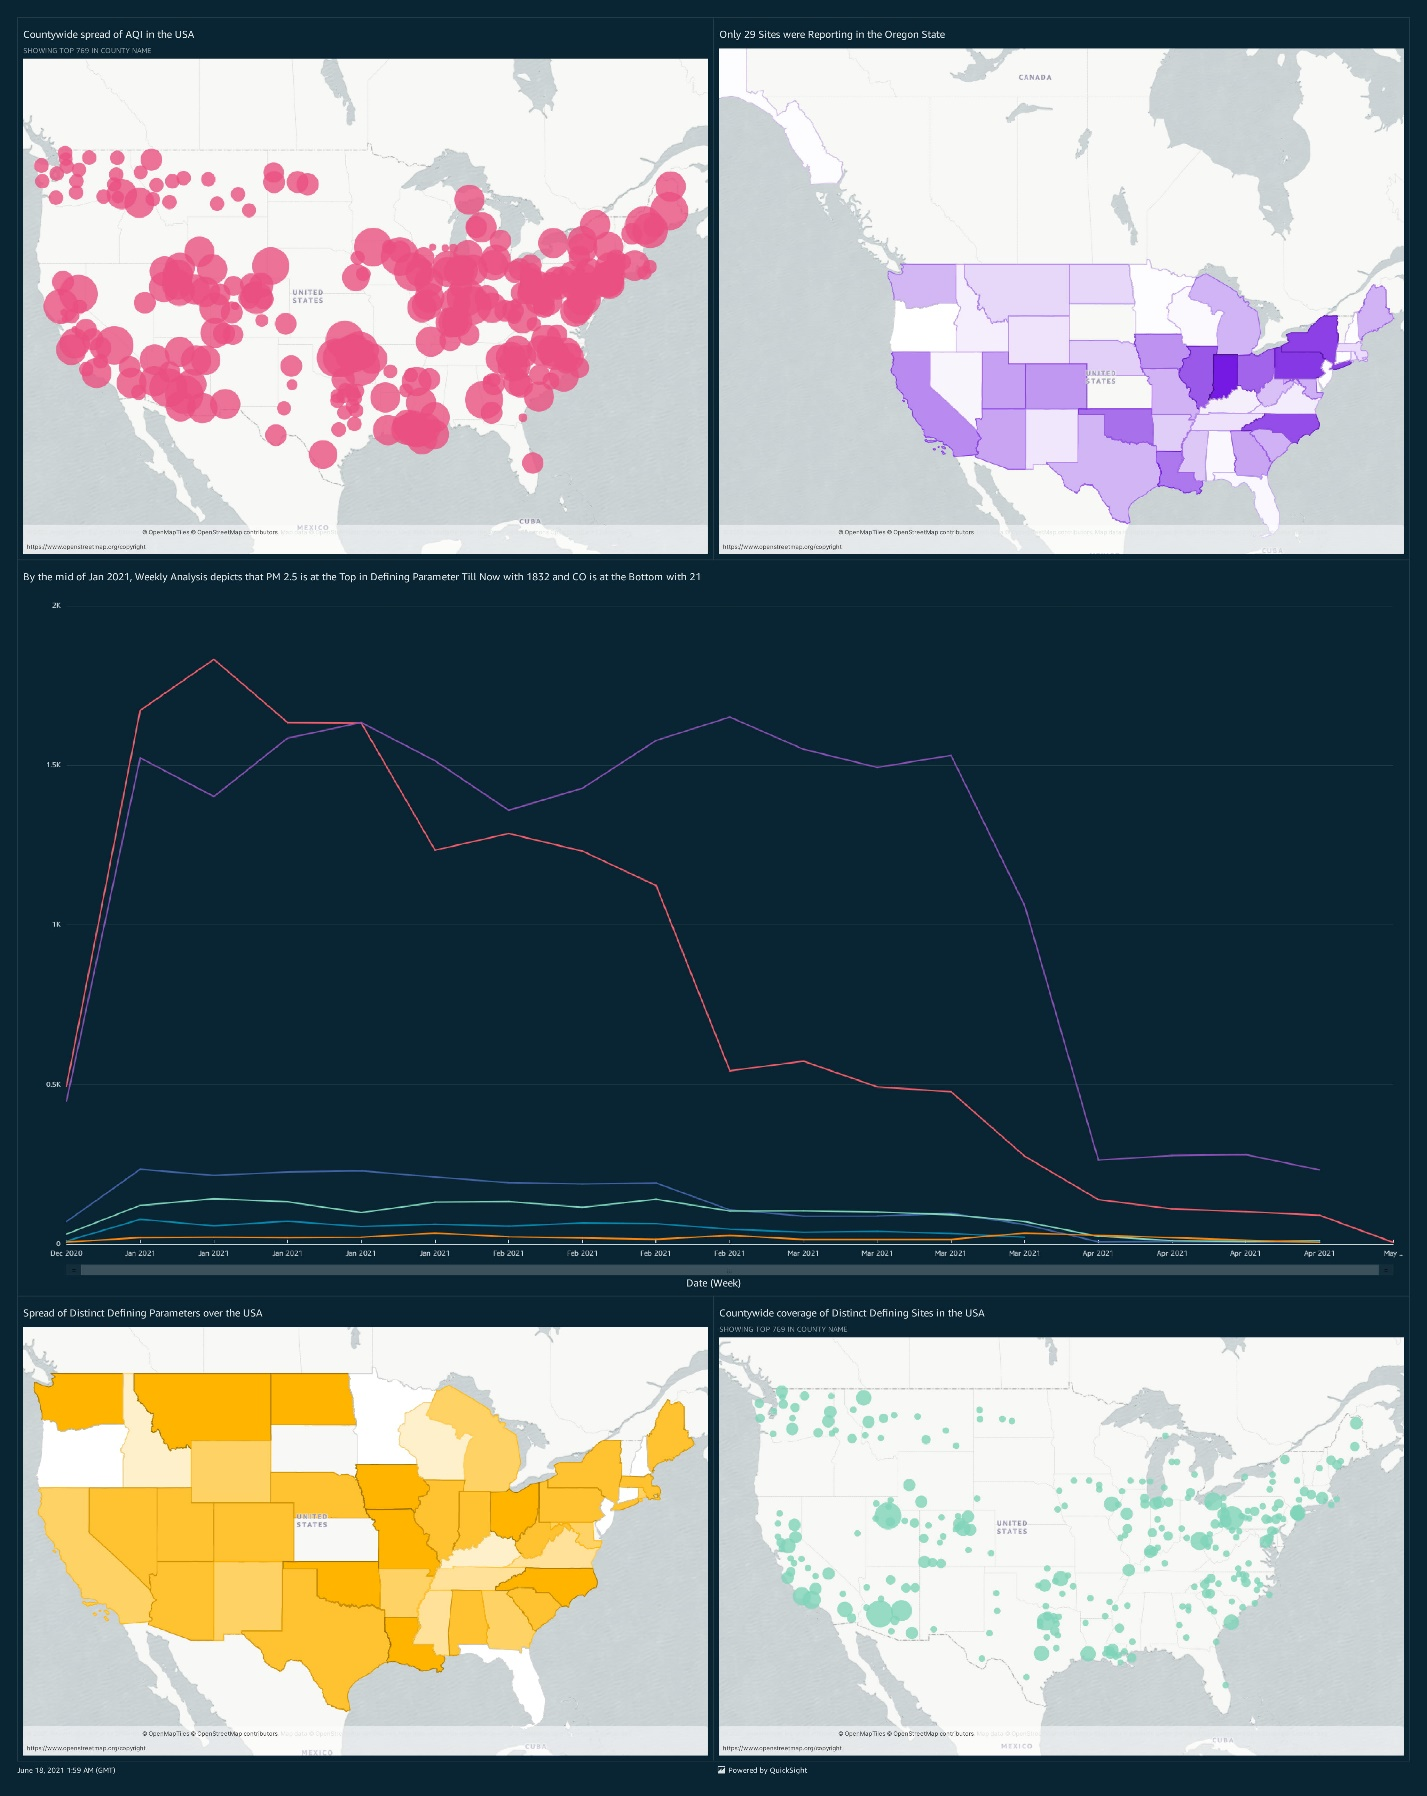 Countywide spread of AQI in the USA
SHOWING TOP 769 IN COUNTY NAME
UNITED
STATES
MEXICO
CUBA
© OpenMapTiles © OpenStreetMap contributors
https://www.openstreetmap.org/copyright
Only 29 Sites were Reporting in the Oregon State
CANADA
UNITED
STATES
© OpenMapTiles © OpenStreetMap contributors
https://www.openstreetmap.org/copyright
CUBA
By the mid of Jan 2021, Weekly Analysis depicts that PM 2.5 is at the Top in Defining Parameter Till Now with 1832 and CO is at the Bottom with 21
2K
1.5K
1K
0.5K
0
Dec 2020 Jan 2021 Jan 2021 Jan 2021 Jan 2021 Jan 2021 Feb 2021 Feb 2021 Feb 2021 Feb 2021 Mar 2021 Mar 2021 Mar 2021 Mar 2021 Apr 2021 Apr 2021 Apr 2021 Apr 2021 May ...
Date (Week)
Spread of Distinct Defining Parameters over the USA
UNITED
STATES
© OpenMapTiles © OpenStreetMap contributors
https://www.openstreetmap.org/copyright
MEXICO
CUBA
Countywide coverage of Distinct Defining Sites in the USA
SHOWING TOP 769 IN COUNTY NAME
UNITED
STATES
© OpenMapTiles © OpenStreetMap contributors
https://www.openstreetmap.org/copyright
MEXICO
CUBA
June 18, 2021 1:59 AM (GMT)
Powered by QuickSight